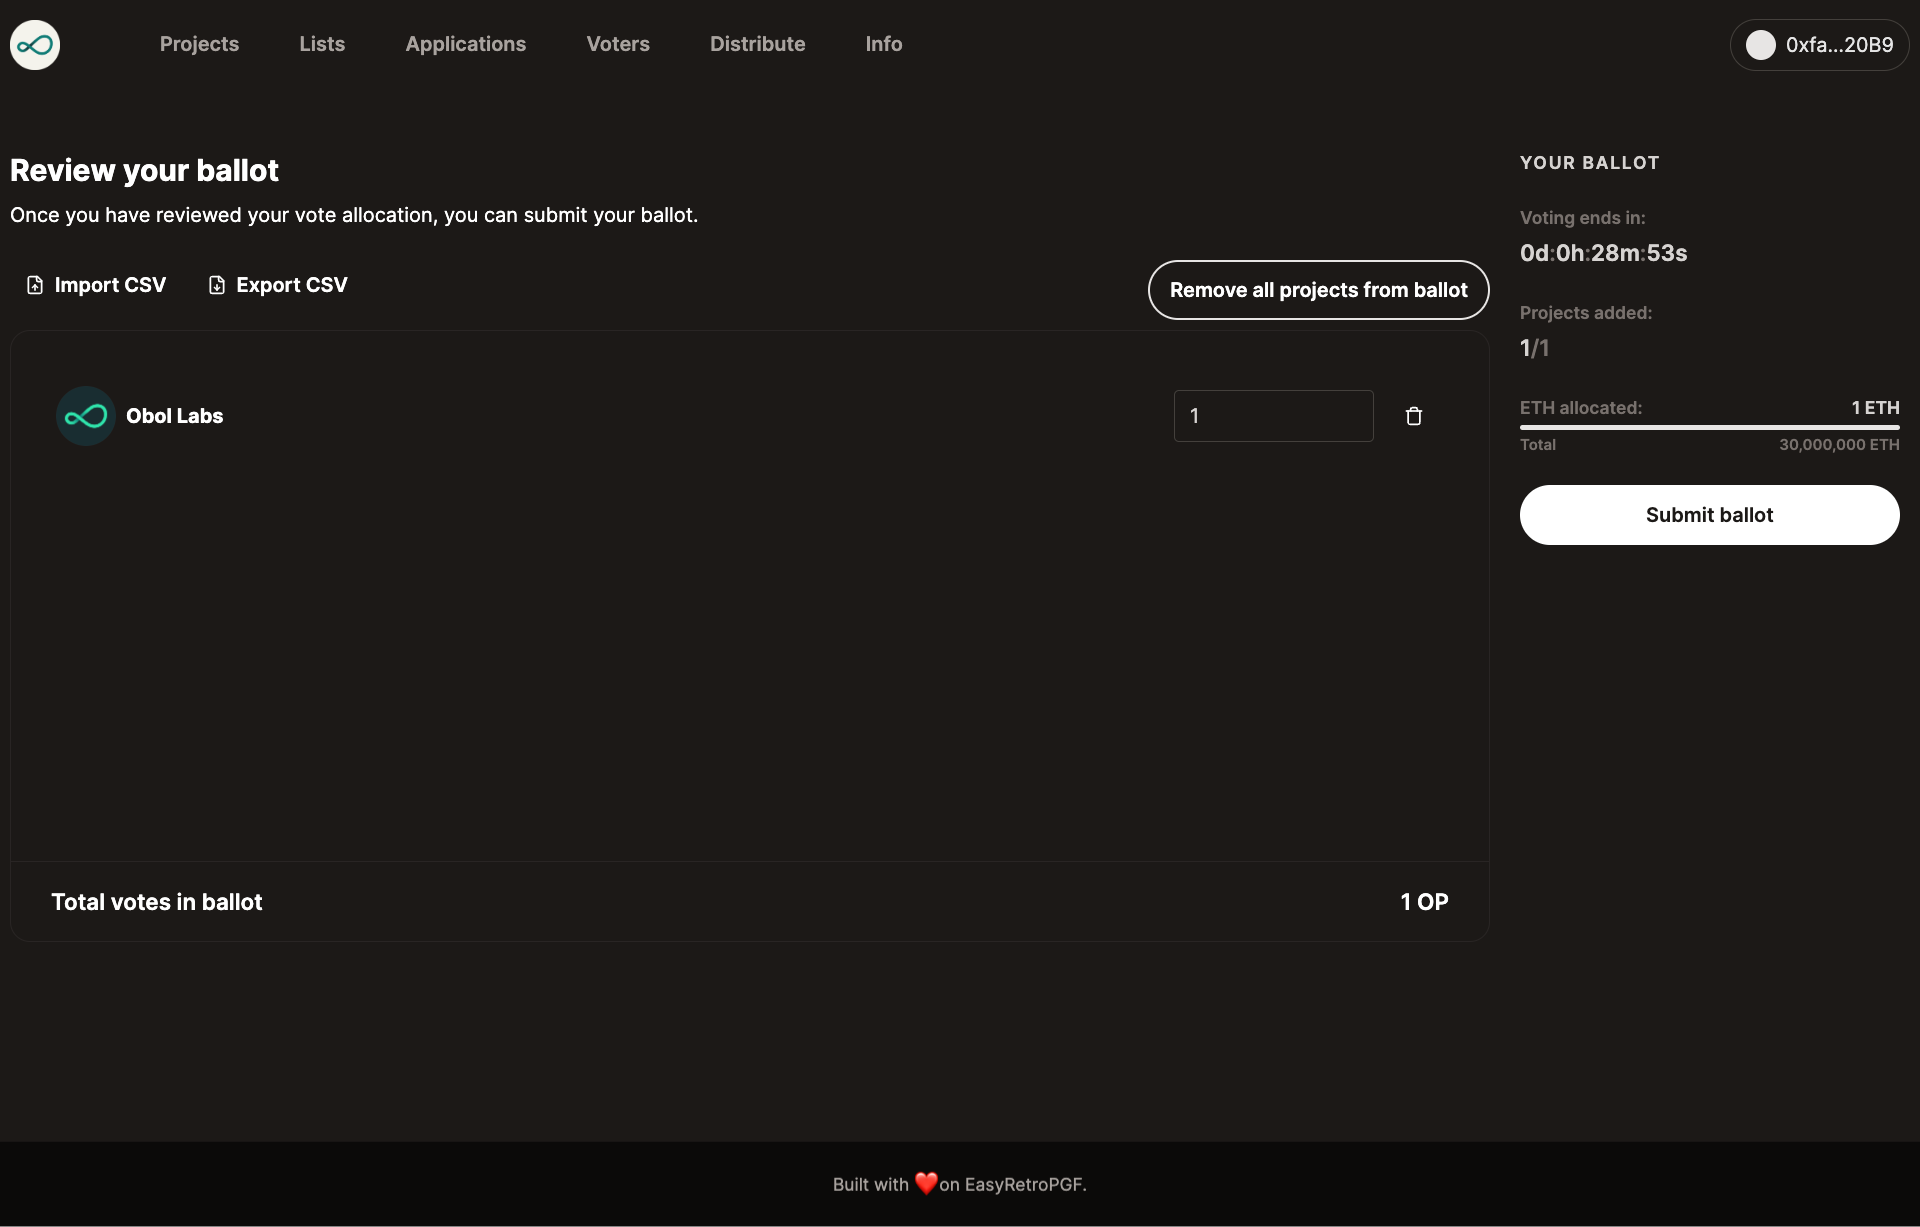 Projects
Lists
Applications
Voters
Distribute
Info
0xfa...20B9
Review your ballot
Once you have reviewed your vote allocation, you can submit your ballot.
Import CSV
Export CSV
Remove all projects from ballot
Obol Labs
1
Total votes in ballot
1 OP
YOUR BALLOT
Voting ends in:
0d:0h:28m:53s
Projects added:
1/1
ETH allocated:
1 ETH
Total
30,000,000 ETH
Submit ballot
Built with ❤️on EasyRetroPGF.